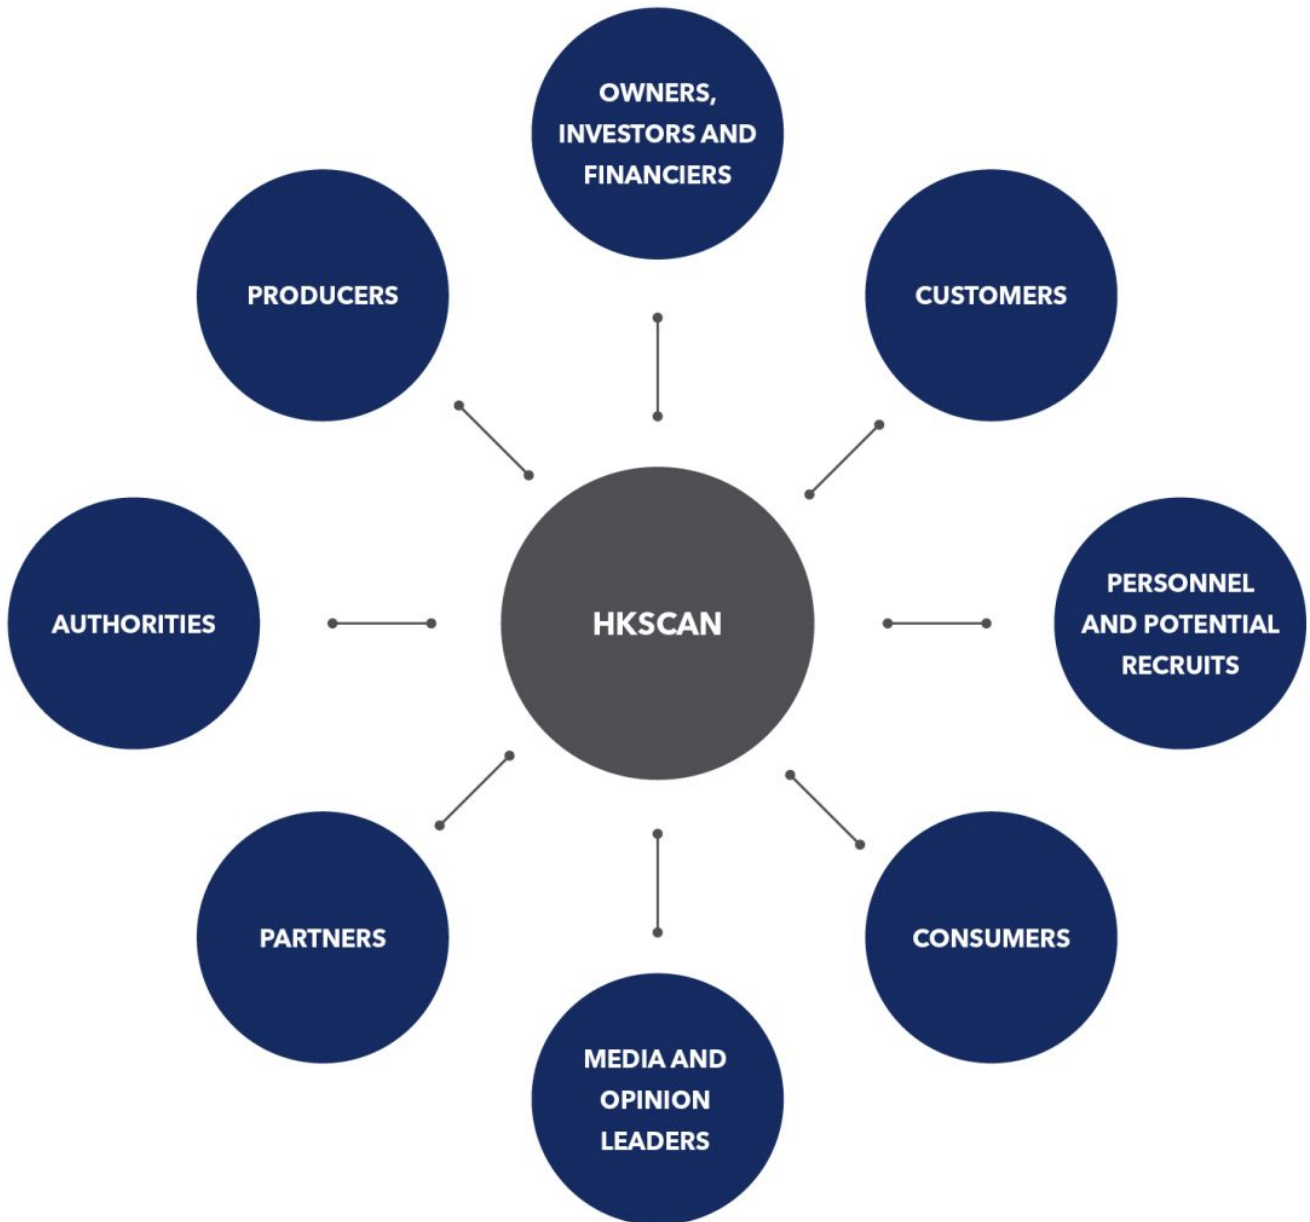 OWNERS,
INVESTORS AND
FINANCIERS
PRODUCERS
CUSTOMERS
AUTHORITIES
HKSCAN
PERSONNEL
AND POTENTIAL
RECRUITS
PARTNERS
CONSUMERS
MEDIA AND
OPINION
LEADERS